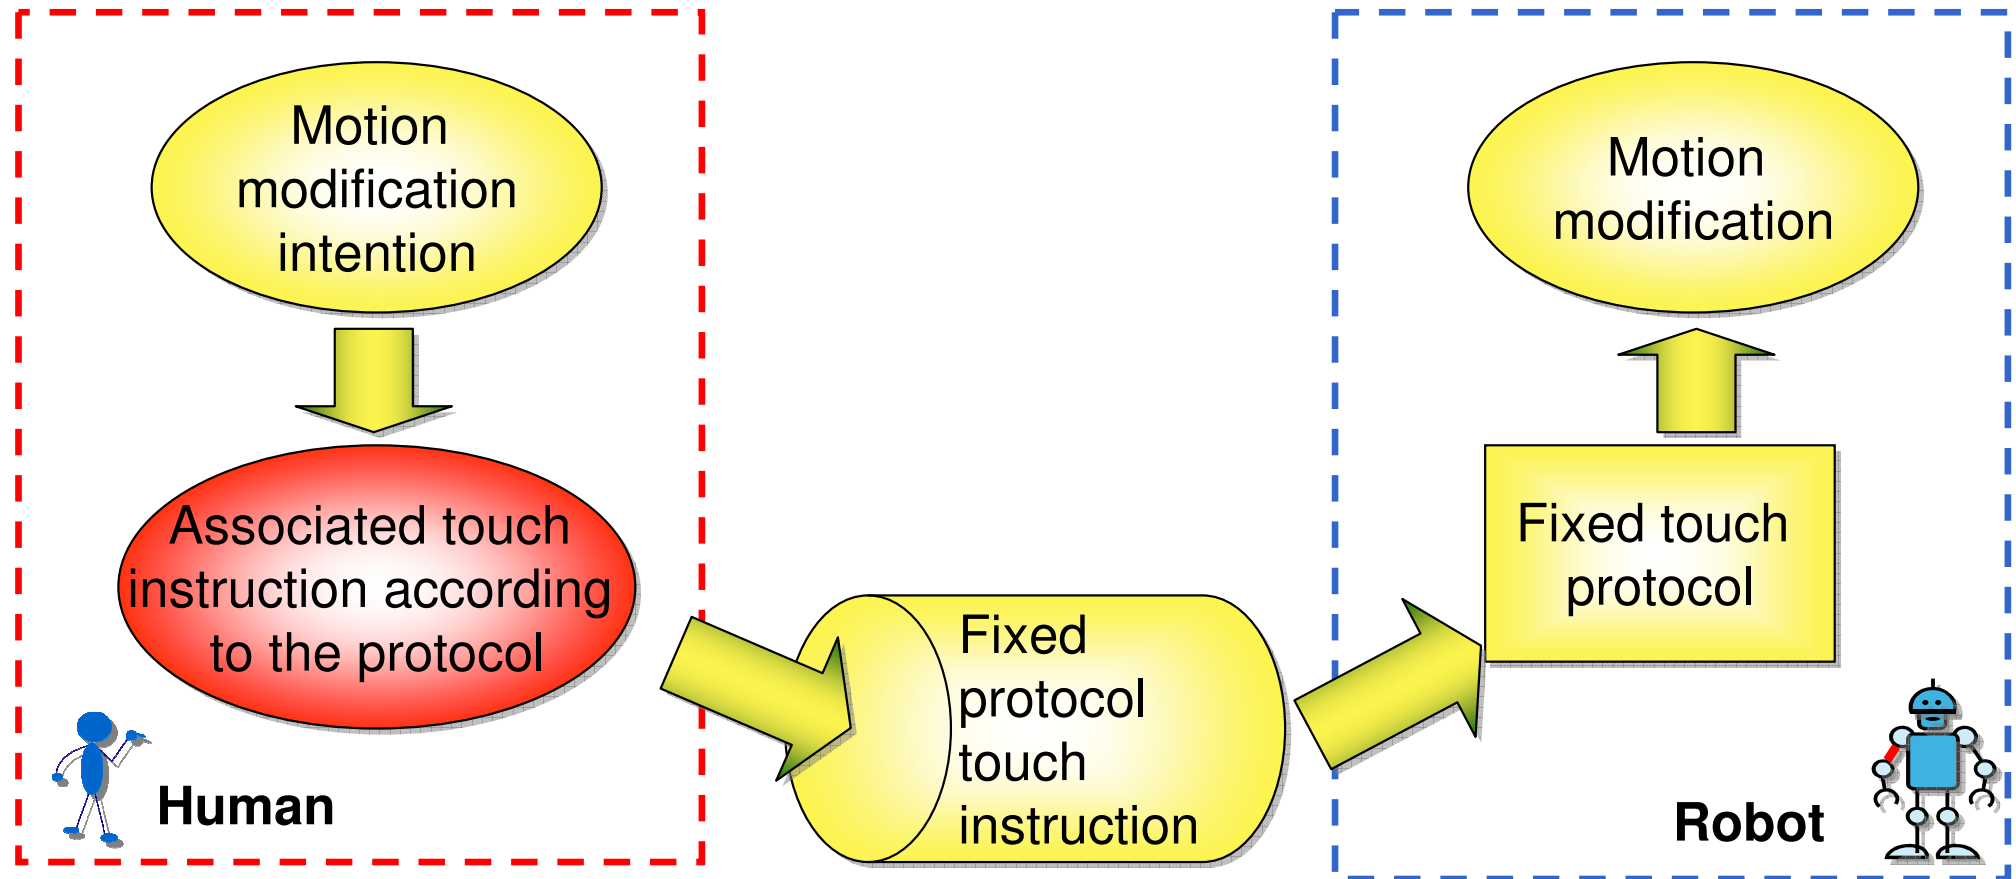 Motion
modification
intention
Associated touch
instruction according
to the protocol
Human
Fixed
protocol
touch
instruction
Motion
modification
Fixed touch
protocol
Robot